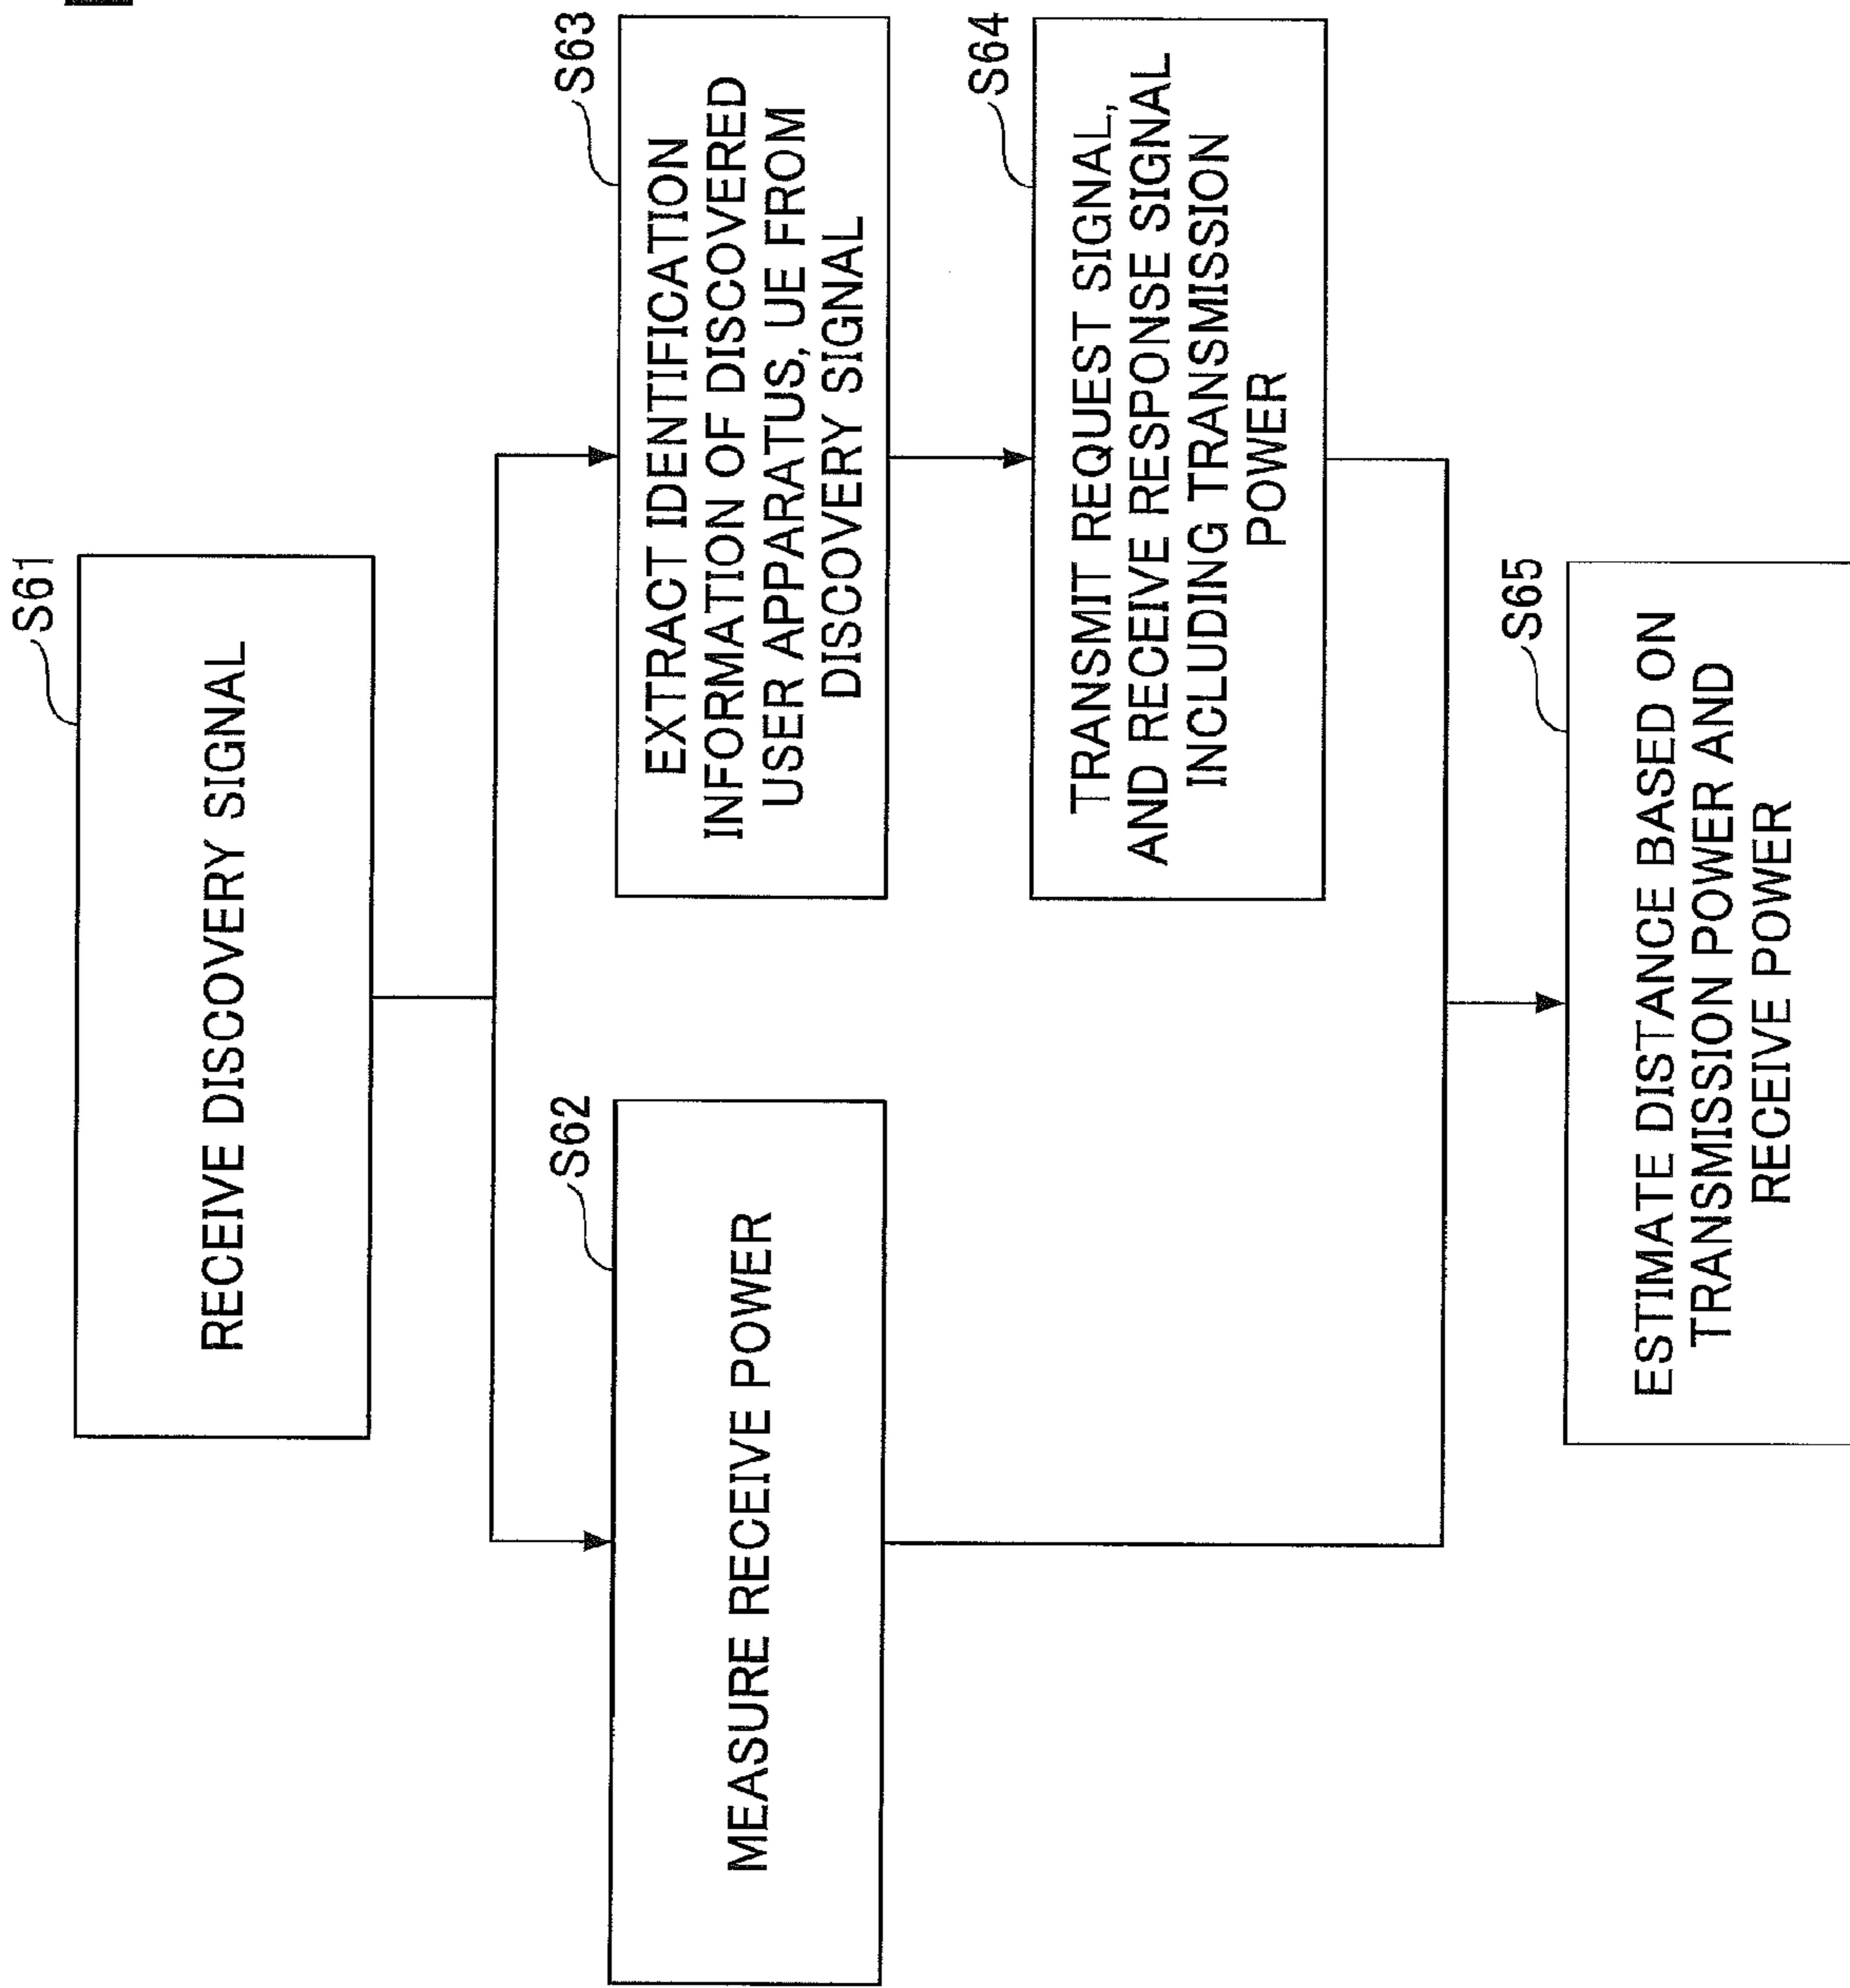 S61
RECEIVE DISCOVERY SIGNAL
S62
MEASURE RECEIVE POWER
S63
EXTRACT IDENTIFICATION
INFORMATION OF DISCOVERED
USER APPARATUS, UE FROM
DISCOVERY SIGNAL
S64
TRANSMIT REQUEST SIGNAL,
AND RECEIVE RESPONSE SIGNAL
INCLUDING TRANSMISSION
POWER
S65
ESTIMATE DISTANCE BASED ON
TRANSMISSION POWER AND
RECEIVE POWER